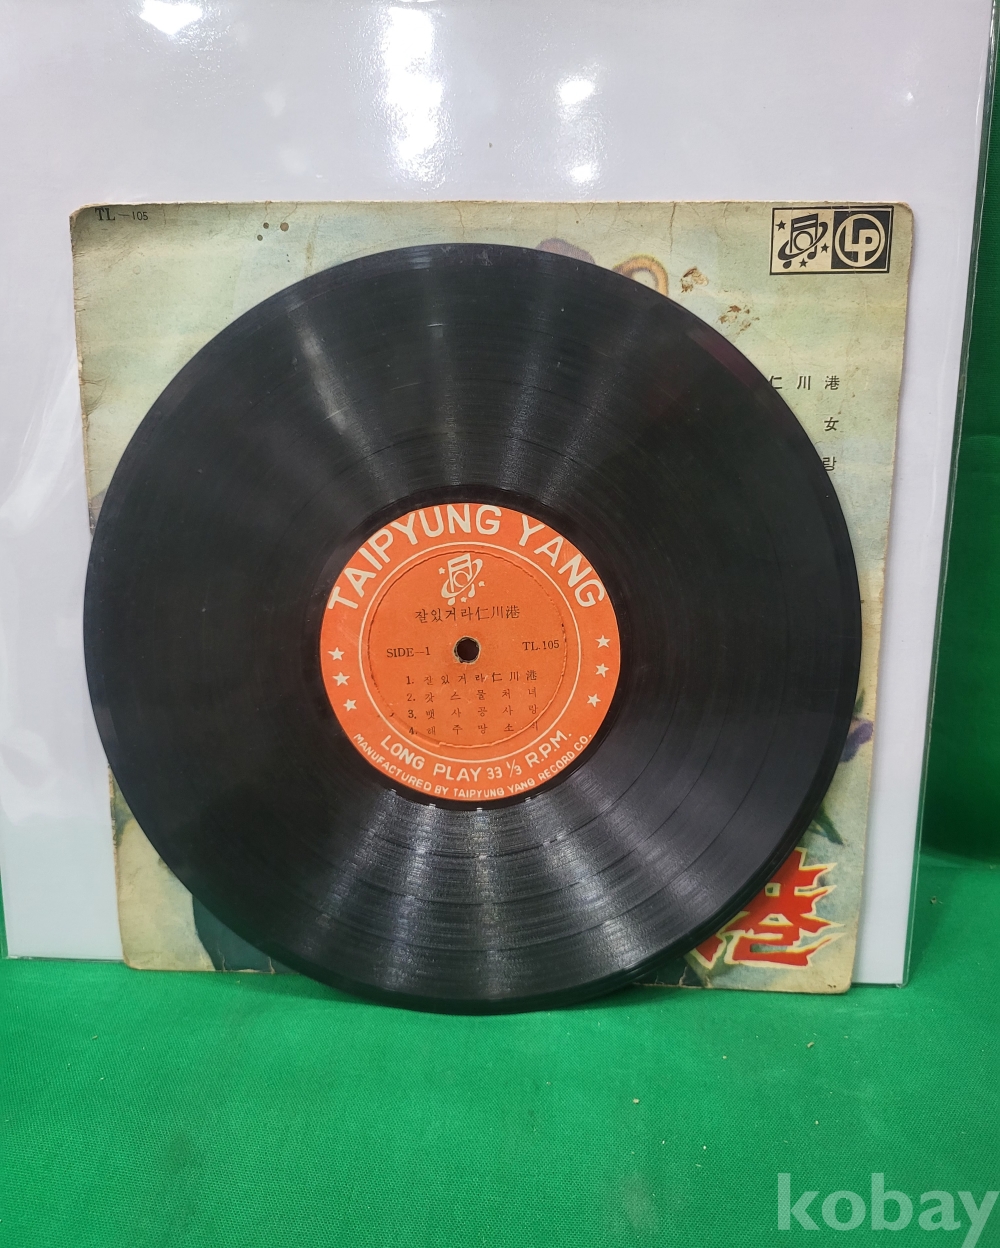 TL—105
LP
仁川港
女
랑
港
TAIPYUNG YANG
잘있거라仁川港
SIDE—1 TL.105
1. 잘있거라仁川港
2. 갓스물처녀
3. 뱃사공사랑
4. 해주망소식
LONG PLAY 33 ⅓ R.P.M.
MANUFACTURED BY TAIPYUNG YANG RECORD CO.
kobay